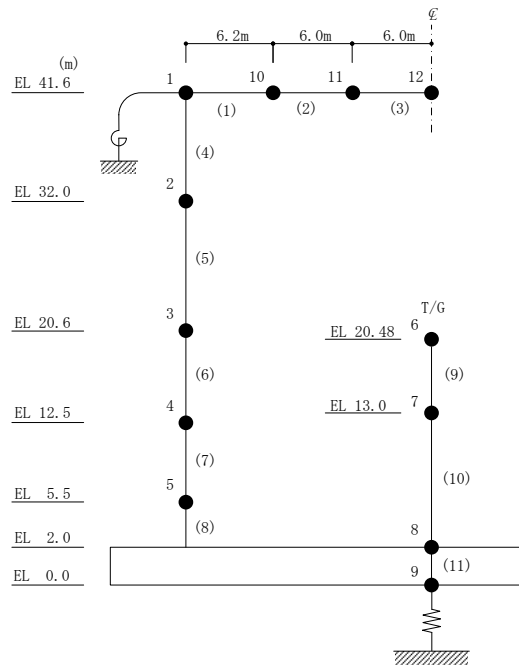 ℄
6.2m 6.0m 6.0m
(m)
EL 41.6 1 10 11 12
(1) (2) (3)
(4)
EL 32.0 2
(5)
T/G
EL 20.6 3 EL 20.48 6
(6) (9)
EL 12.5 4 EL 13.0 7
(7) (10)
EL 5.5 5
(8)
EL 2.0 8
(11)
EL 0.0 9